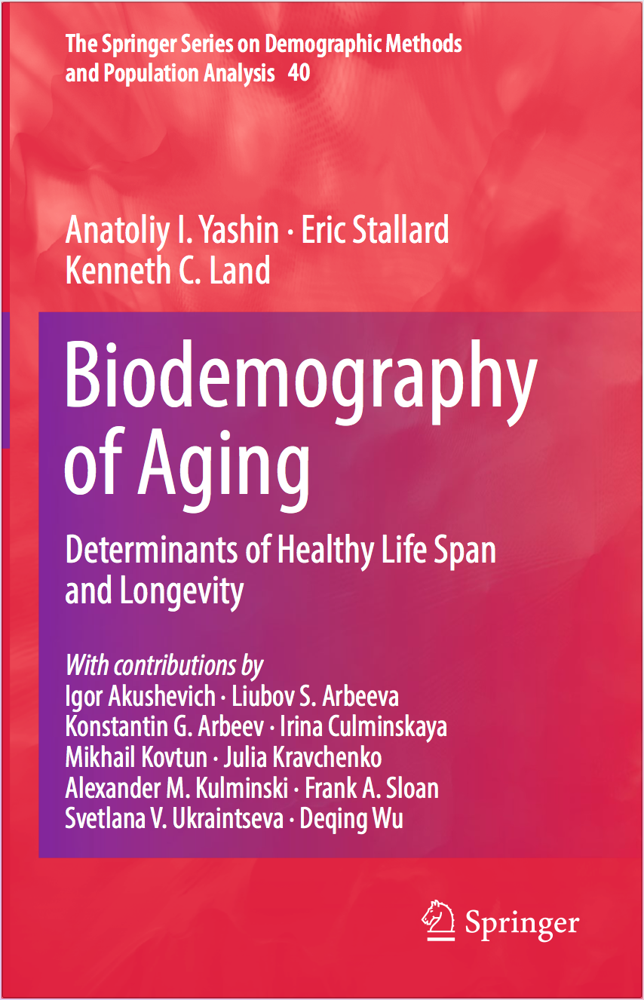 The Springer Series on Demographic Methods
and Population Analysis 40
Anatoliy I. Yashin · Eric Stallard
Kenneth C. Land
Biodemography
of Aging
Determinants of Healthy Life Span
and Longevity
With contributions by
Igor Akushevich · Liubov S. Arbeeva
Konstantin G. Arbeev · Irina Culminskaya
Mikhail Kovtun · Julia Kravchenko
Alexander M. Kulminski · Frank A. Sloan
Svetlana V. Ukraintseva · Deqing Wu
Springer